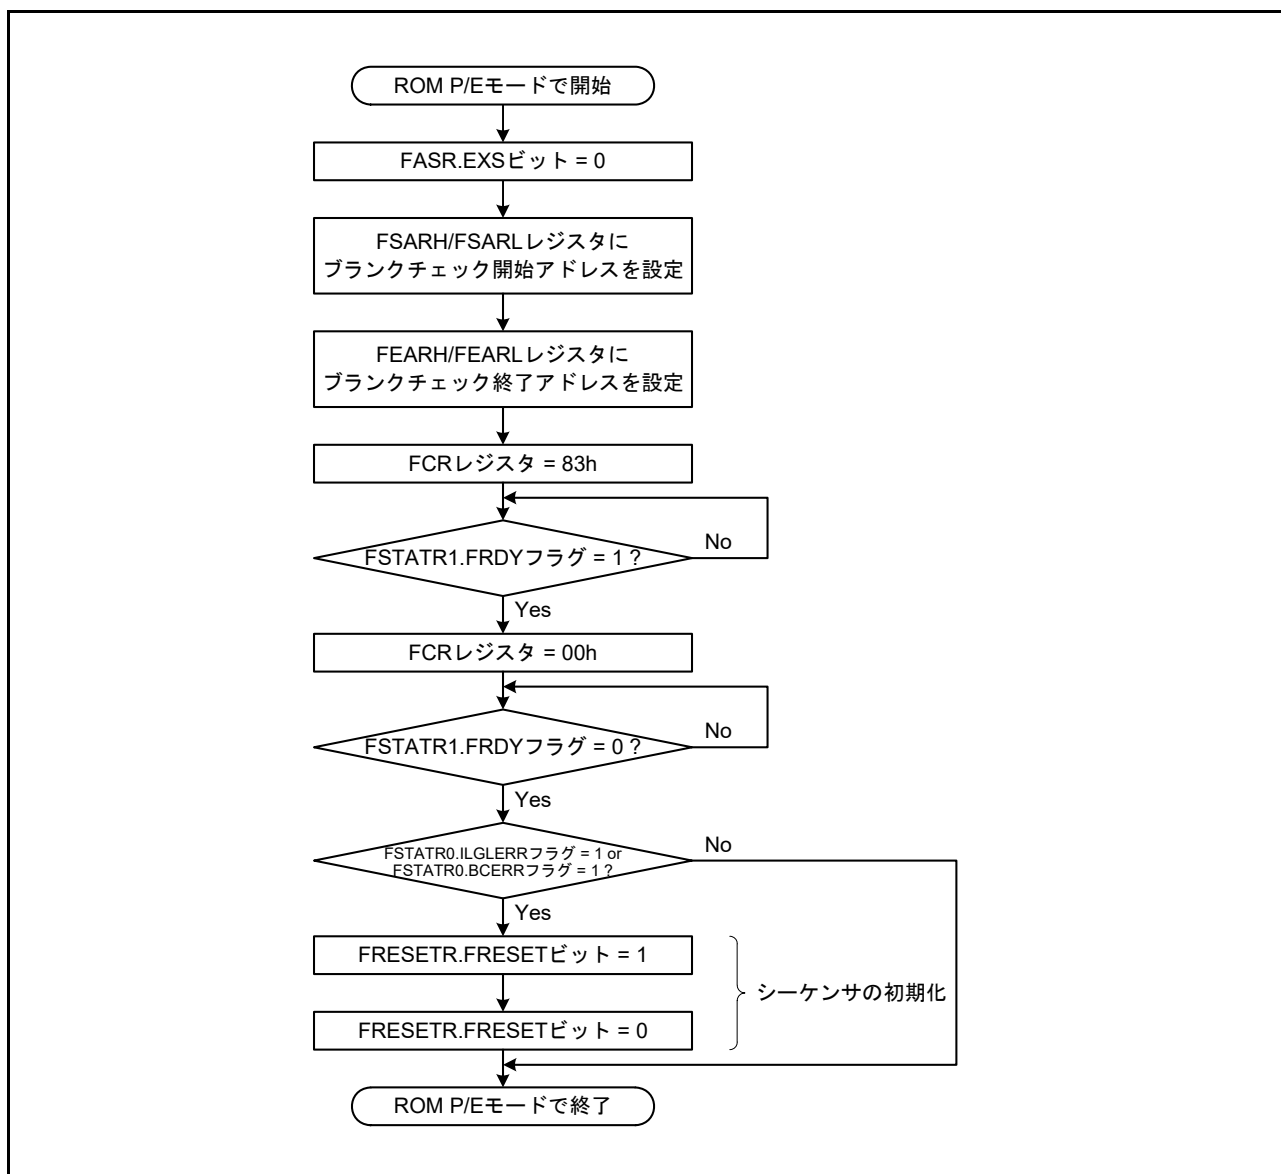 ROM P/Eモードで開始
FASR.EXSビット = 0
FSARH/FSARLレジスタに
ブランクチェック開始アドレスを設定
FEARH/FEARLレジスタに
ブランクチェック終了アドレスを設定
FCRレジスタ = 83h
FSTATR1.FRDYフラグ = 1 ?
No
Yes
FCRレジスタ = 00h
FSTATR1.FRDYフラグ = 0 ?
No
Yes
FSTATR0.ILGLERRフラグ = 1 or
FSTATR0.BCERRフラグ = 1 ?
No
Yes
FRESETR.FRESETビット = 1
シーケンサの初期化
FRESETR.FRESETビット = 0
ROM P/Eモードで終了